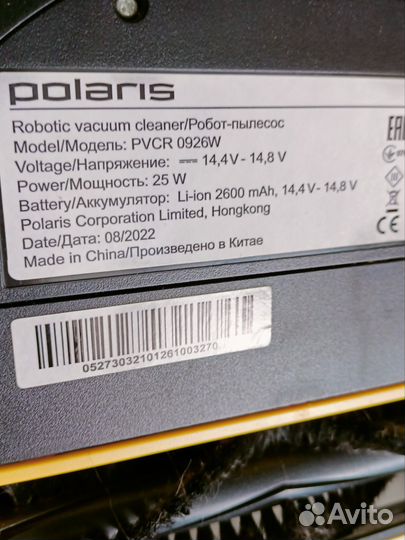 polaris
Robotic vacuum cleaner/Робот-пылесос
Model/Модель: PVCR 0926W
Voltage/Напряжение: 14,4V - 14,8 V
Power/Мощность: 25 W
Battery/Аккумулятор: Li-ion 2600 mAh, 14,4V - 14,8 V
Polaris Corporation Limited, Hongkong
Date/Дата: 08/2022
Made in China/Произведено в Китае
EAC
CE
05273032101261003270
Avito